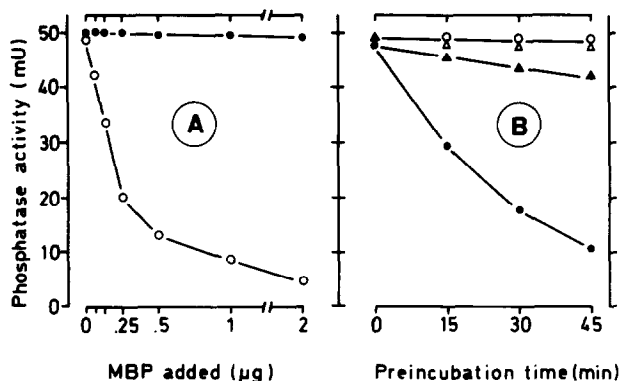 Phosphatase activity (mU)
50
40
30
20
10
0
A
0 .25 .5 1 2
MBP added (µg)
B
0 15 30 45
Preincubation time (min)